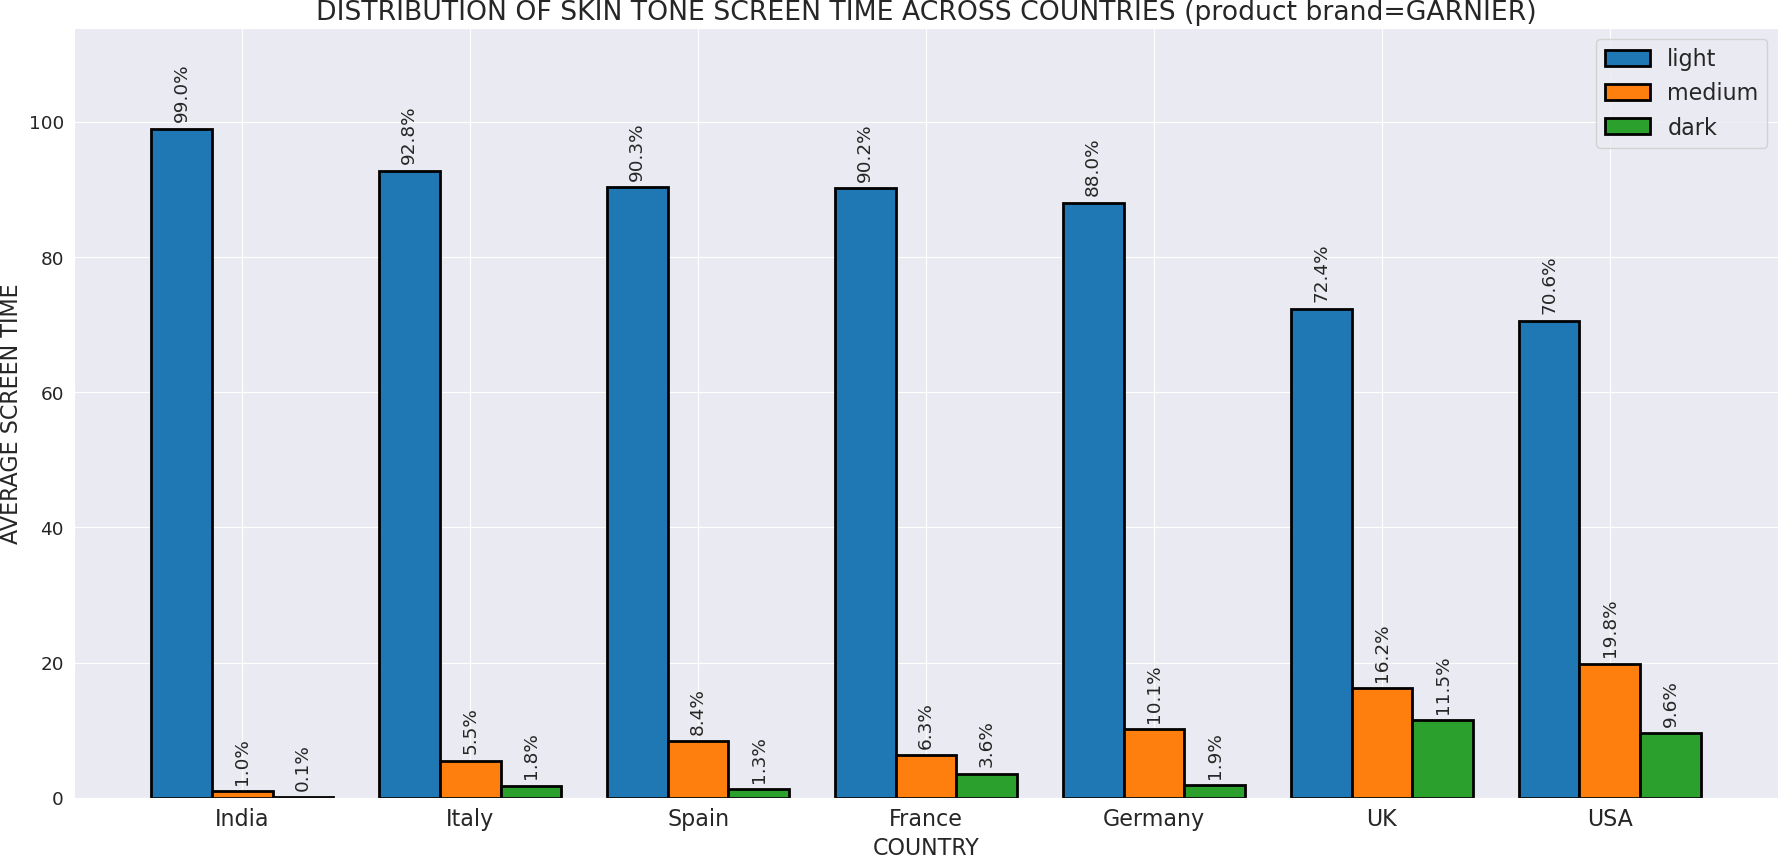 DISTRIBUTION OF SKIN TONE SCREEN TIME ACROSS COUNTRIES (product brand=GARNIER)
light
medium
dark
AVERAGE SCREEN TIME
100
80
60
40
20
0
99.0%
1.0%
0.1%
92.8%
5.5%
1.8%
90.3%
8.4%
1.3%
90.2%
6.3%
3.6%
88.0%
10.1%
1.9%
72.4%
16.2%
11.5%
70.6%
19.8%
9.6%
India
Italy
Spain
France
Germany
UK
USA
COUNTRY